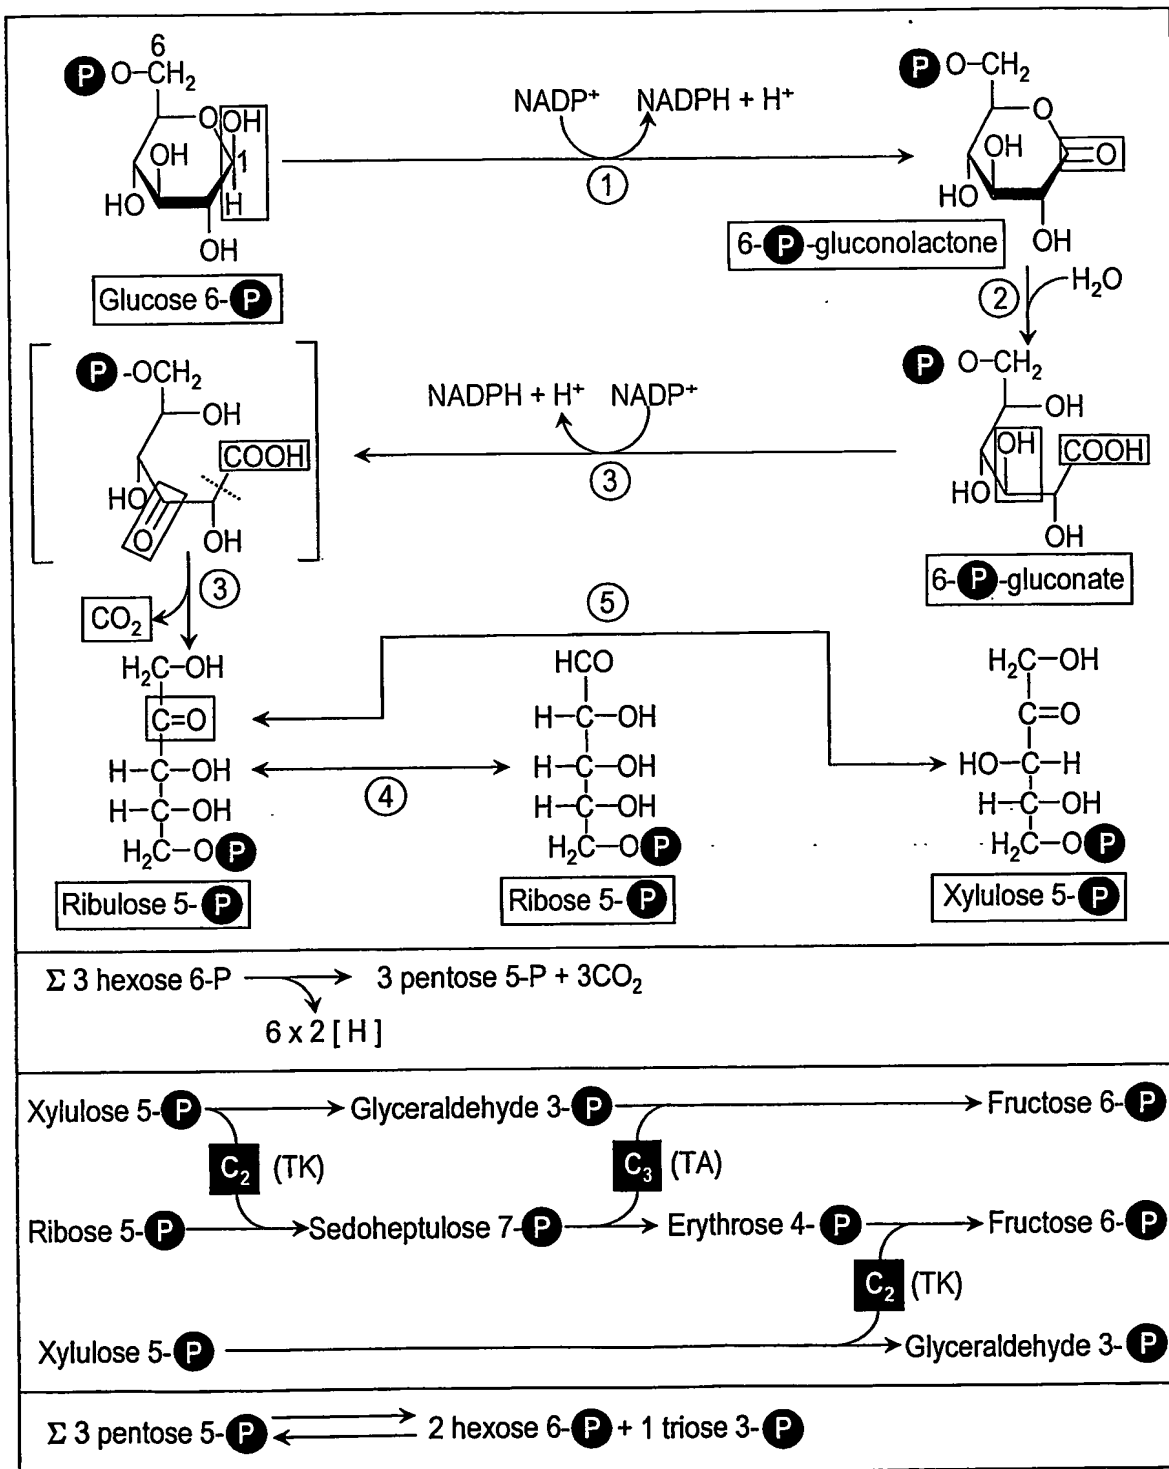 6
P O-CH2
O OH
OH 1
HO H
OH
Glucose 6-P
NADP+ NADPH + H+
1
P O-CH2
O
OH =O
HO
OH
6-P-gluconolactone
2 H2O
P -OCH2
OH
COOH
HO
O OH
NADPH + H+ NADP+
3
P O-CH2
OH
OH COOH
HO
OH
6-P-gluconate
3
CO2
5
H2C-OH
C=O
H-C-OH
H-C-OH
H2C-O P
Ribulose 5-P
4
HCO
H-C-OH
H-C-OH
H-C-OH
H2C-O P
Ribose 5-P
H2C-OH
C=O
HO-C-H
H-C-OH
H2C-O P
Xylulose 5-P
Σ 3 hexose 6-P → 3 pentose 5-P + 3CO2
6 x 2 [ H ]
Xylulose 5-P → Glyceraldehyde 3-P → Fructose 6-P
C2 (TK) C3 (TA)
Ribose 5-P → Sedoheptulose 7-P → Erythrose 4-P → Fructose 6-P
C2 (TK)
Xylulose 5-P → Glyceraldehyde 3-P
Σ 3 pentose 5-P ⇌ 2 hexose 6-P + 1 triose 3-P